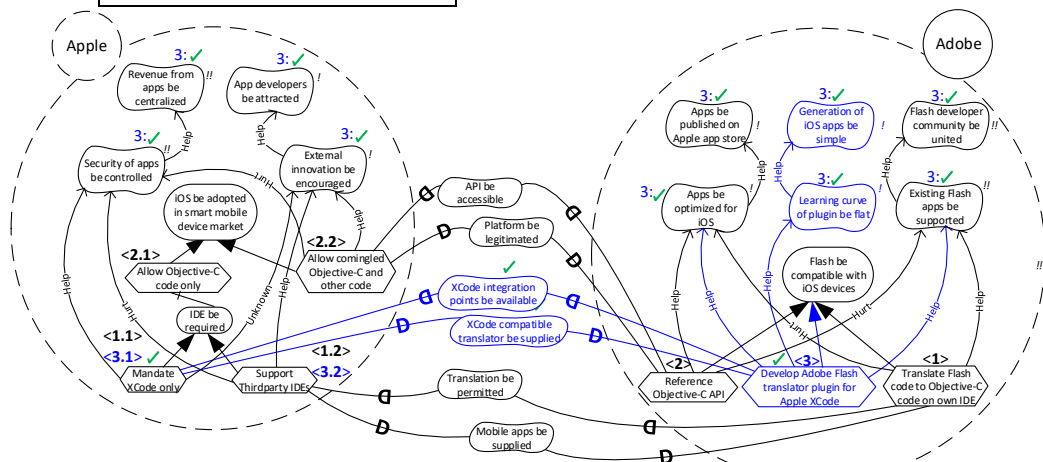 Apple
Adobe
3:✓
Revenue from
apps be
centralized
!!
3:✓
App developers
be attracted
!
3:✓
Security of apps
be controlled
!!
3:✓
External
innovation be
encouraged
!
Help
Help
Hurt
iOS be adopted
in smart mobile
device market
<2.1>
Allow Objective-C
code only
<2.2>
Allow comingled
Objective-C and
other code
Help
Help
Hurt
Unknown
Help
IDE be
required
<1.1>
<3.1>
✓
Mandate
XCode only
<1.2>
<3.2>
Support
Thirdparty IDEs
API be
accessible
D
D
Platform be
legitimated
D
D
✓
XCode integration
points be available
D
D
XCode compatible
translator be supplied
D
D
Translation be
permitted
D
D
Mobile apps be
supplied
D
D
3:✓
Apps be
published on
Apple app store
!
3:✓
Generation of
iOS apps be
simple
!
3:✓
Flash developer
community be
united
!!
Help
Help
Help
3:✓
Apps be
optimized for
iOS
!
3:✓
Learning curve
of plugin be flat
!
3:✓
Existing Flash
apps be
supported
!!
Flash be
compatible with
iOS devices
!!
Help
Help
Help
Hurt
Hurt
Help
Help
<2>
Reference
Objective-C API
✓
<3>
Develop Adobe Flash
translator plugin for
Apple XCode
<1>
Translate Flash
code to Objective-C
code on own IDE